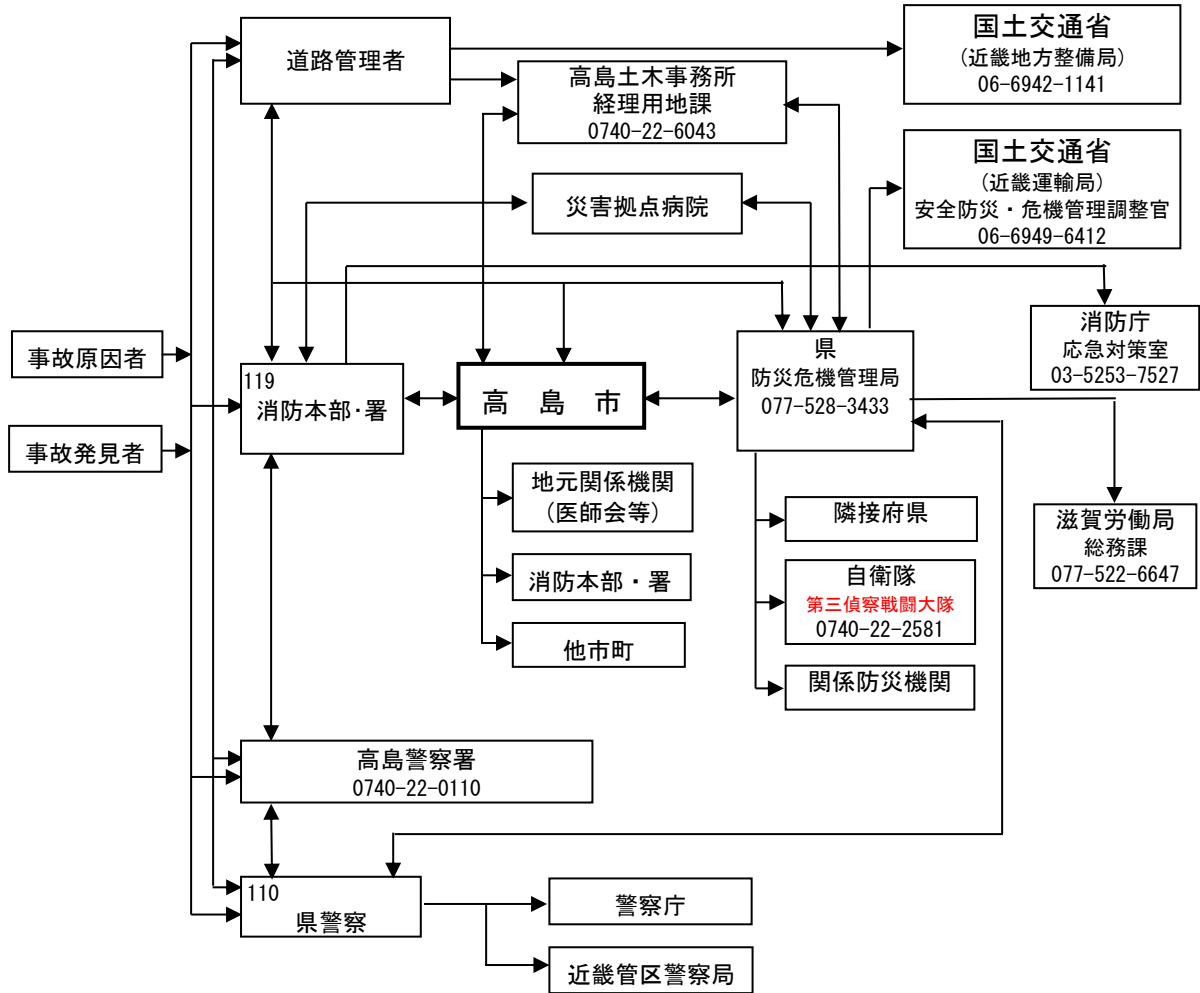 道路管理者
国土交通省
(近畿地方整備局)
06-6942-1141
高島土木事務所
経理用地課
0740-22-6043
国土交通省
(近畿運輸局)
安全防災・危機管理調整官
06-6949-6412
災害拠点病院
事故原因者
事故発見者
119
消防本部・署
高 島 市
県
防災危機管理局
077-528-3433
消防庁
応急対策室
03-5253-7527
地元関係機関
(医師会等)
消防本部・署
他市町
隣接府県
自衛隊
第三偵察戦闘大隊
0740-22-2581
関係防災機関
滋賀労働局
総務課
077-522-6647
高島警察署
0740-22-0110
110
県警察
警察庁
近畿管区警察局